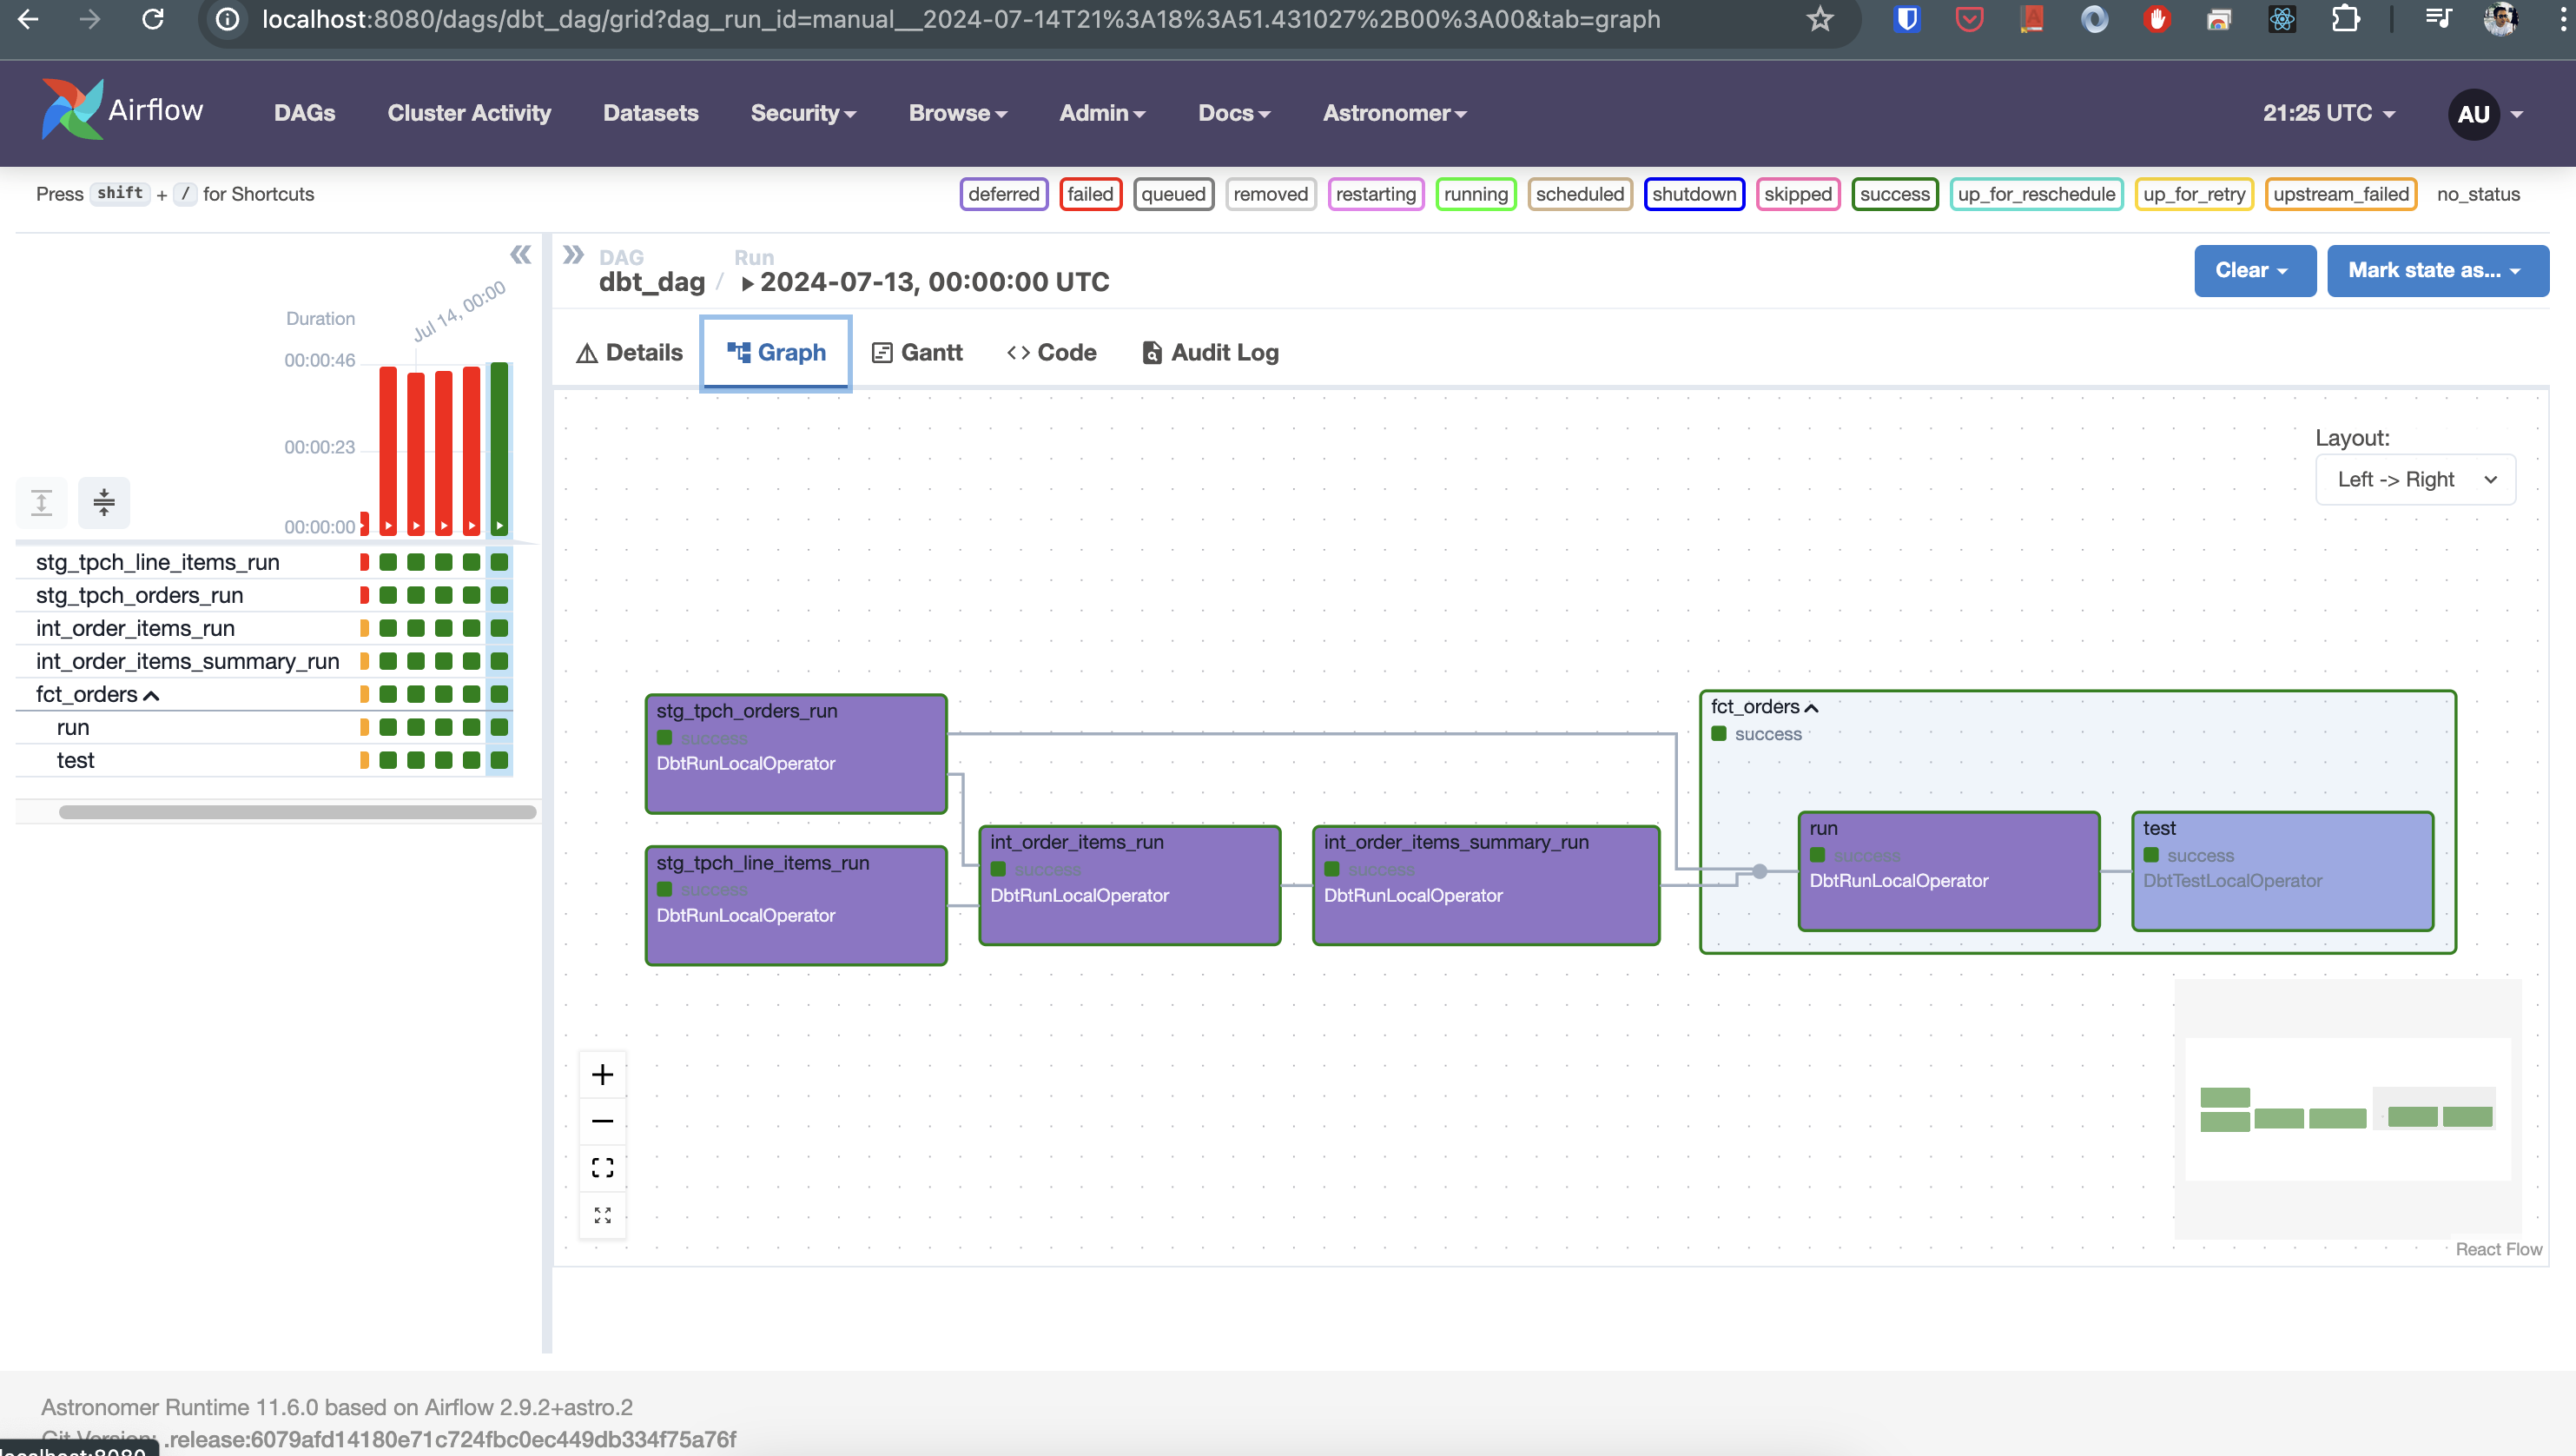 localhost:8080/dags/dbt_dag/grid?dag_run_id=manual__2024-07-14T21%3A18%3A51.431027%2B00%3A00&tab=graph
Airflow
DAGs
Cluster Activity
Datasets
Security
Browse
Admin
Docs
Astronomer
21:25 UTC
AU
Press shift + / for Shortcuts
deferred
failed
queued
removed
restarting
running
scheduled
shutdown
skipped
success
up_for_reschedule
up_for_retry
upstream_failed
no_status
DAG
dbt_dag
/
Run
2024-07-13, 00:00:00 UTC
Clear
Mark state as...
Details
Graph
Gantt
Code
Audit Log
Jul 14, 00:00
Duration
00:00:46
00:00:23
00:00:00
stg_tpch_line_items_run
stg_tpch_orders_run
int_order_items_run
int_order_items_summary_run
fct_orders
run
test
Layout:
Left -> Right
stg_tpch_orders_run
success
DbtRunLocalOperator
stg_tpch_line_items_run
success
DbtRunLocalOperator
int_order_items_run
success
DbtRunLocalOperator
int_order_items_summary_run
success
DbtRunLocalOperator
fct_orders
success
run
success
DbtRunLocalOperator
test
success
DbtTestLocalOperator
React Flow
Astronomer Runtime 11.6.0 based on Airflow 2.9.2+astro.2
Git Version: .release:6079afd14180e71c724fbc0ec449db334f75a76f
localhost:8080